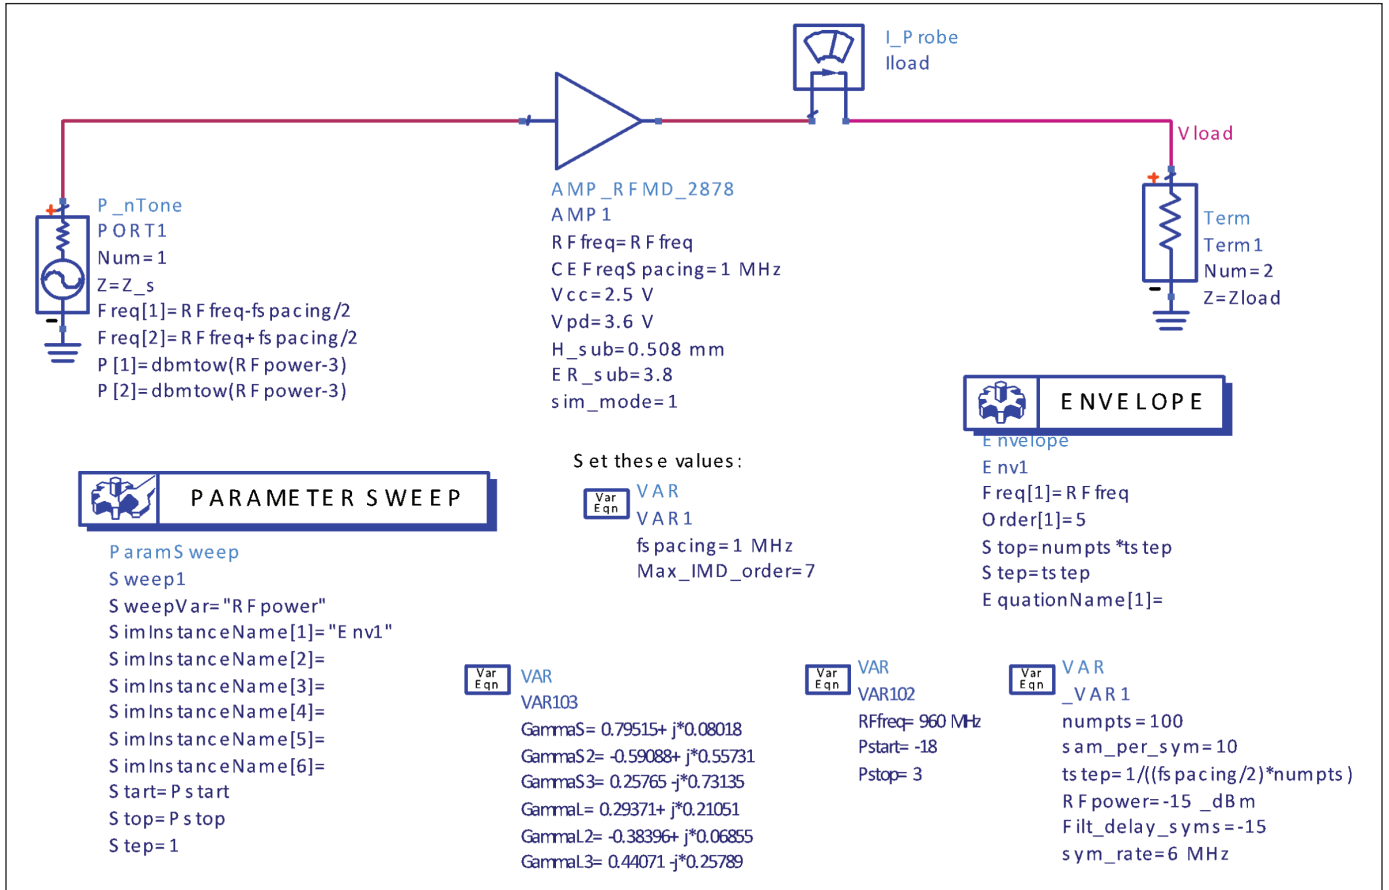 I_Probe
Iload
Vload
P_nTone
PORT1
Num=1
Z=Z_s
Freq[1]=RFfreq-fspacing/2
Freq[2]=RFfreq+fspacing/2
P[1]=dbmtow(RFpower-3)
P[2]=dbmtow(RFpower-3)
AMP_RFMD_2878
AMP1
RFfreq=RFfreq
CEFreqSpacing=1 MHz
Vcc=2.5 V
Vpd=3.6 V
H_sub=0.508 mm
ER_sub=3.8
sim_mode=1
Term
Term1
Num=2
Z=Zload
ENVELOPE
Envelope
Env1
Freq[1]=RFfreq
Order[1]=5
Stop=numpts*tstep
Step=tstep
EquationName[1]=
PARAMETER SWEEP
ParamSweep
Sweep1
SweepVar="RFpower"
SimInstanceName[1]="Env1"
SimInstanceName[2]=
SimInstanceName[3]=
SimInstanceName[4]=
SimInstanceName[5]=
SimInstanceName[6]=
Start=Pstart
Stop=Pstop
Step=1
Set these values:
Var
Eqn
VAR
VAR1
fspacing=1 MHz
Max_IMD_order=7
Var
Eqn
VAR
VAR103
GammaS= 0.79515+ j*0.08018
GammaS2= -0.59088+ j*0.55731
GammaS3= 0.25765 -j*0.73135
GammaL= 0.29371+ j*0.21051
GammaL2= -0.38396+ j*0.06855
GammaL3= 0.44071 -j*0.25789
Var
Eqn
VAR
VAR102
RFfreq= 960 MHz
Pstart= -18
Pstop= 3
Var
Eqn
VAR
_VAR1
numpts=100
sam_per_sym=10
tstep=1/((fspacing/2)*numpts)
RFpower=-15 _dBm
Filt_delay_syms=-15
sym_rate=6 MHz